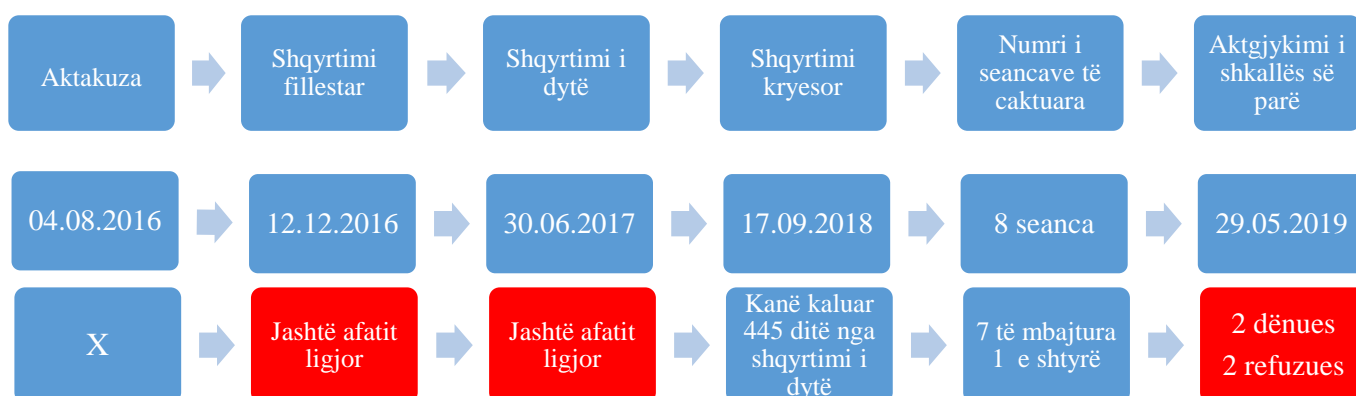 Aktakuza
Shqyrtimi
fillestar
Shqyrtimi i
dytë
Shqyrtimi
kryesor
Numri i
seancave të
caktuara
Aktgjykimi i
shkallës së
parë
04.08.2016
12.12.2016
30.06.2017
17.09.2018
8 seanca
29.05.2019
X
Jashtë afatit
ligjor
Jashtë afatit
ligjor
Kanë kaluar
445 ditë nga
shqyrtimi i
dytë
7 të mbajtura
1 e shtyrë
2 dënues
2 refuzues